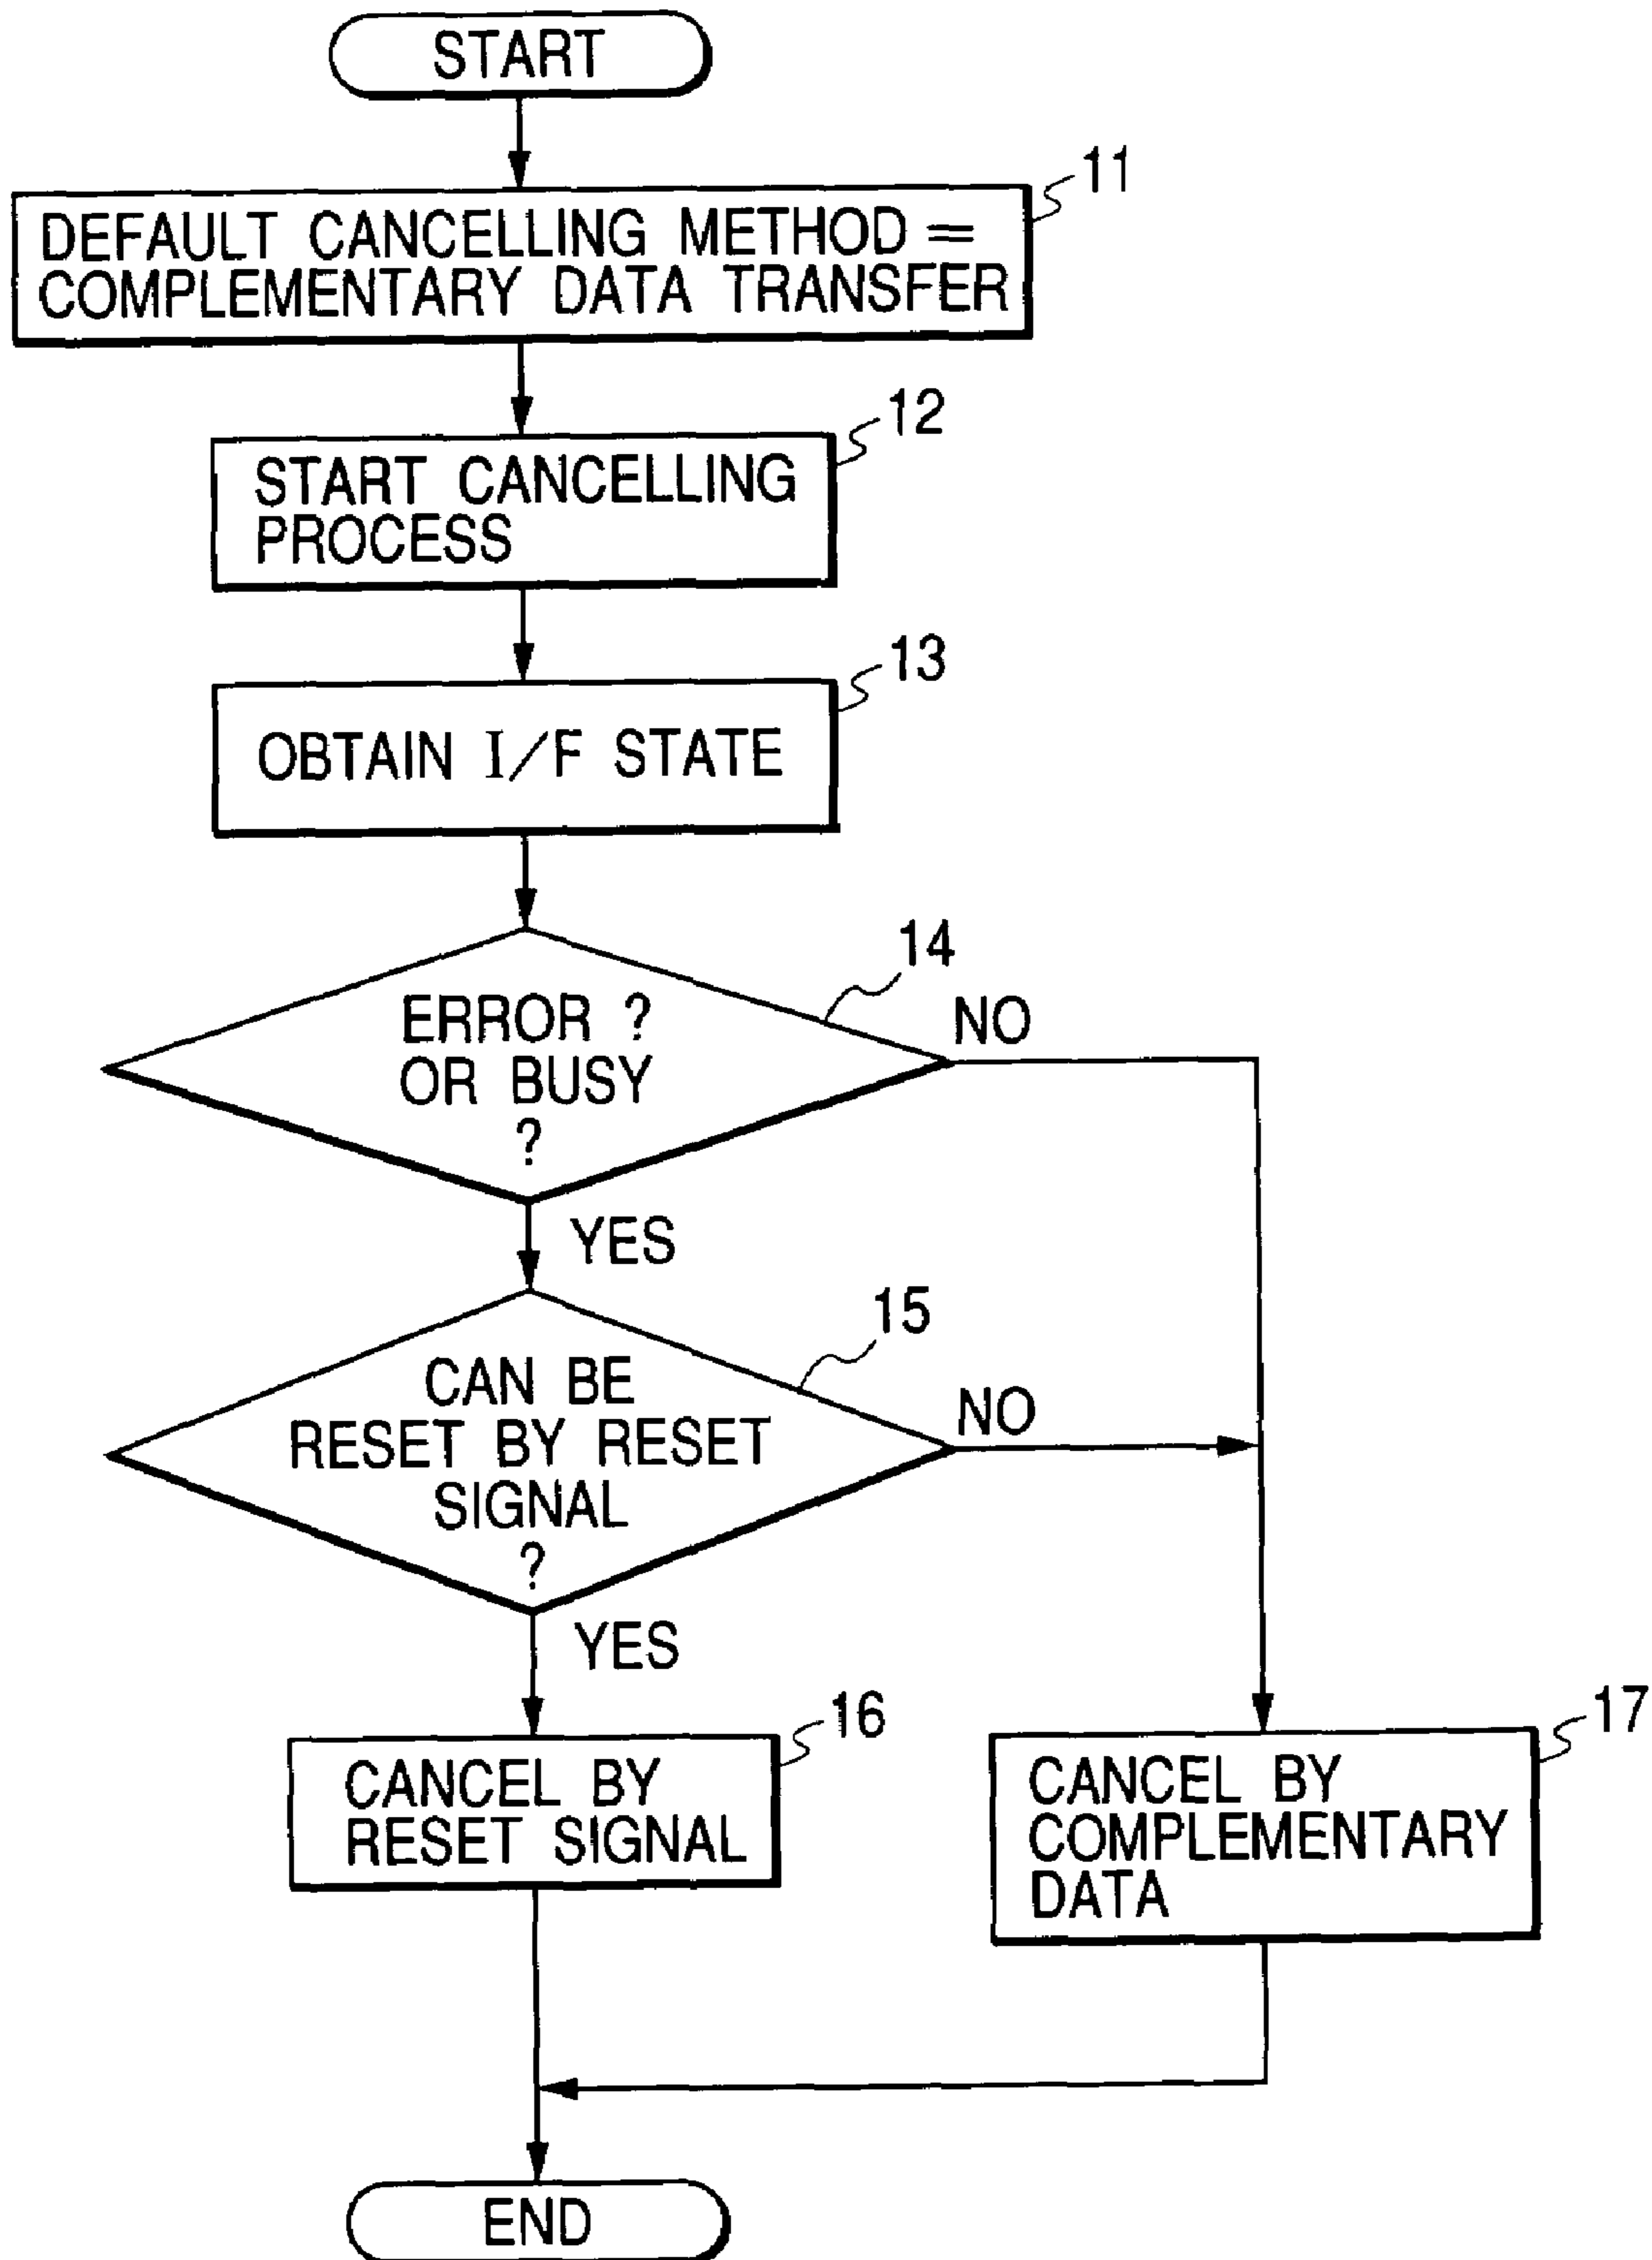 START
11
DEFAULT CANCELLING METHOD =
COMPLEMENTARY DATA TRANSFER
12
START CANCELLING
PROCESS
13
OBTAIN I/F STATE
14
ERROR ?
OR BUSY
?
NO
YES
15
CAN BE
RESET BY RESET
SIGNAL
?
NO
YES
16
CANCEL BY
RESET SIGNAL
17
CANCEL BY
COMPLEMENTARY
DATA
END